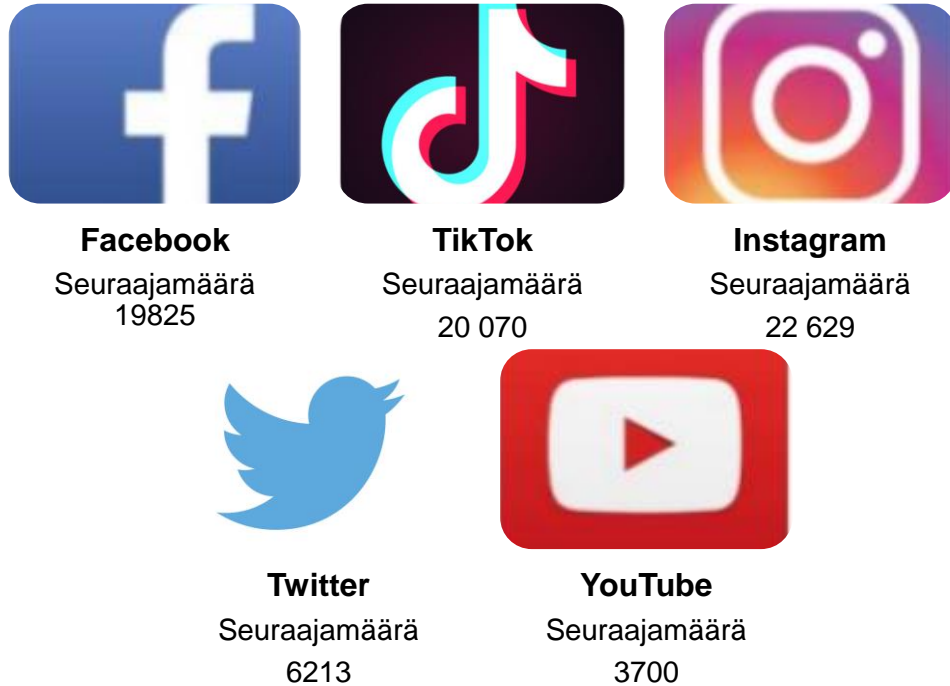 Facebook
Seuraajamäärä
19825
TikTok
Seuraajamäärä
20 070
Instagram
Seuraajamäärä
22 629
Twitter
Seuraajamäärä
6213
YouTube
Seuraajamäärä
3700